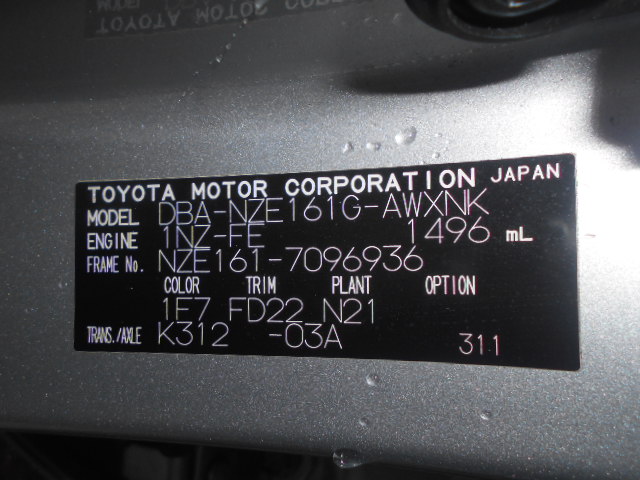 TOYOTA MOTOR CORPORATION JAPAN
MODEL DBA-NZE161G-AWXNK
ENGINE 1NZ-FE 1496 mL
FRAME No. NZE161-7096936
COLOR TRIM PLANT OPTION
1E7 FD22 N21
TRANS./AXLE K312 -03A 311